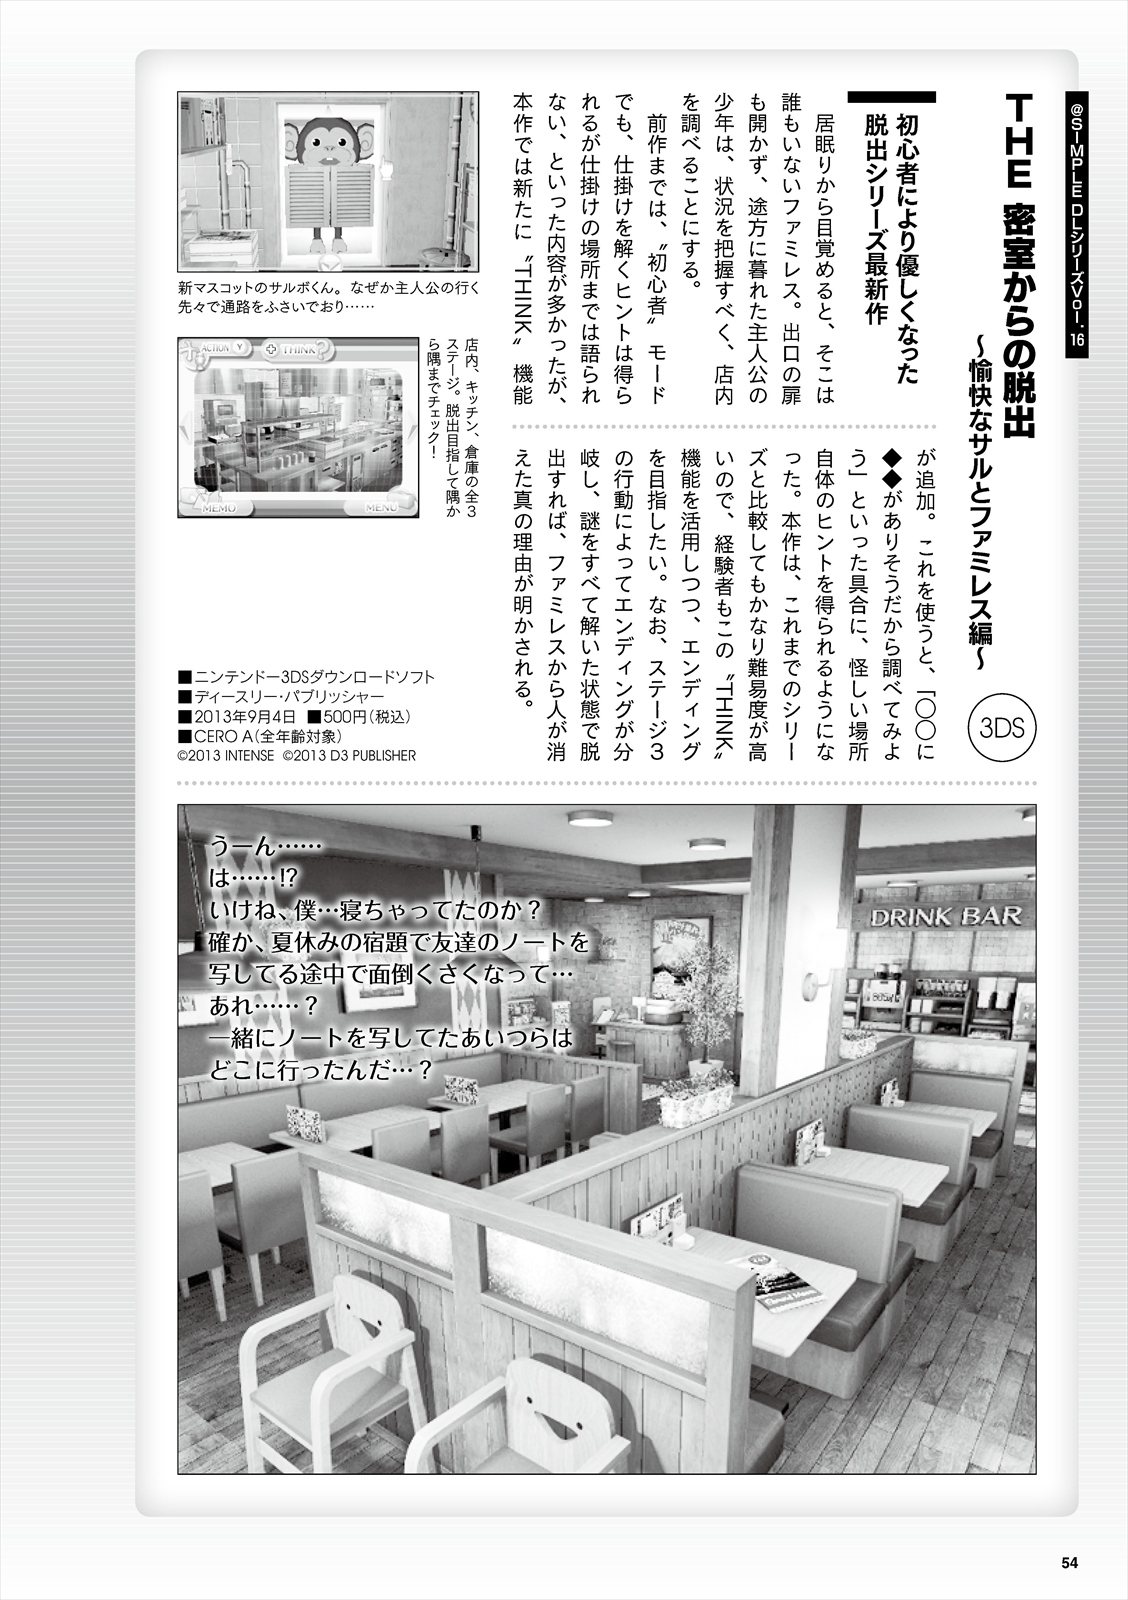 @SIMPLE DLシリーズVol.16
THE 密室からの脱出
～愉快なサルとファミレス編～
3DS
初心者により優しくなった
脱出シリーズ最新作
居眠りから目覚めると、そこは
誰もいないファミレス。出口の扉
も開かず、途方に暮れた主人公の
少年は、状況を把握すべく、店内
を調べることにする。
前作までは、〝初心者〟モード
でも、仕掛けを解くヒントは得ら
れるが仕掛けの場所までは語られ
ない、といった内容が多かったが、
本作では新たに〝THINK〟機能
が追加。これを使うと、「〇〇に
◆◆がありそうだから調べてみよ
う」といった具合に、怪しい場所
自体のヒントを得られるようにな
った。本作は、これまでのシリー
ズと比較してもかなり難易度が高
いので、経験者もこの〝THINK〟
機能を活用しつつ、エンディング
を目指したい。なお、ステージ3
の行動によってエンディングが分
岐し、謎をすべて解いた状態で脱
出すれば、ファミレスから人が消
えた真の理由が明かされる。
新マスコットのサルボくん。なぜか主人公の行く
先々で通路をふさいでおり……
ACTION Y
THINK?
MEMO
MENU
店内、キッチン、倉庫の全3
ステージ。脱出目指して隅か
ら隅までチェック！
■ニンテンドー3DSダウンロードソフト
■ディースリー・パブリッシャー
■2013年9月4日 ■500円（税込）
■CERO A（全年齢対象）
©2013 INTENSE ©2013 D3 PUBLISHER
うーん……
は……!?
いけね、僕…寝ちゃってたのか？
確か、夏休みの宿題で友達のノートを
写してる途中で面倒くさくなって…
あれ……？
一緒にノートを写してたあいつらは
どこに行ったんだ…？
DRINK BAR
54